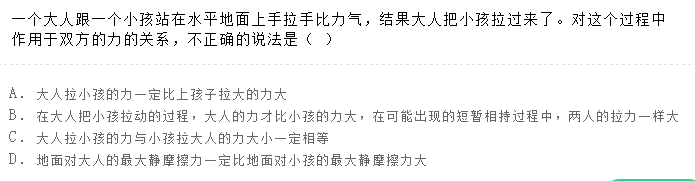 一个大人跟一个小孩站在水平地面上手拉手比力气，结果大人把小孩拉过来了。对这个过程中
作用于双方的力的关系，不正确的说法是（ ）
A. 大人拉小孩的力一定比上孩子拉大的力大
B. 在大人把小孩拉动的过程，大人的力才比小孩的力大，在可能出现的短暂相持过程中，两人的拉力一样大
C. 大人拉小孩的力与小孩拉大人的力大小一定相等
D. 地面对大人的最大静摩擦力一定比地面对小孩的最大静摩擦力大